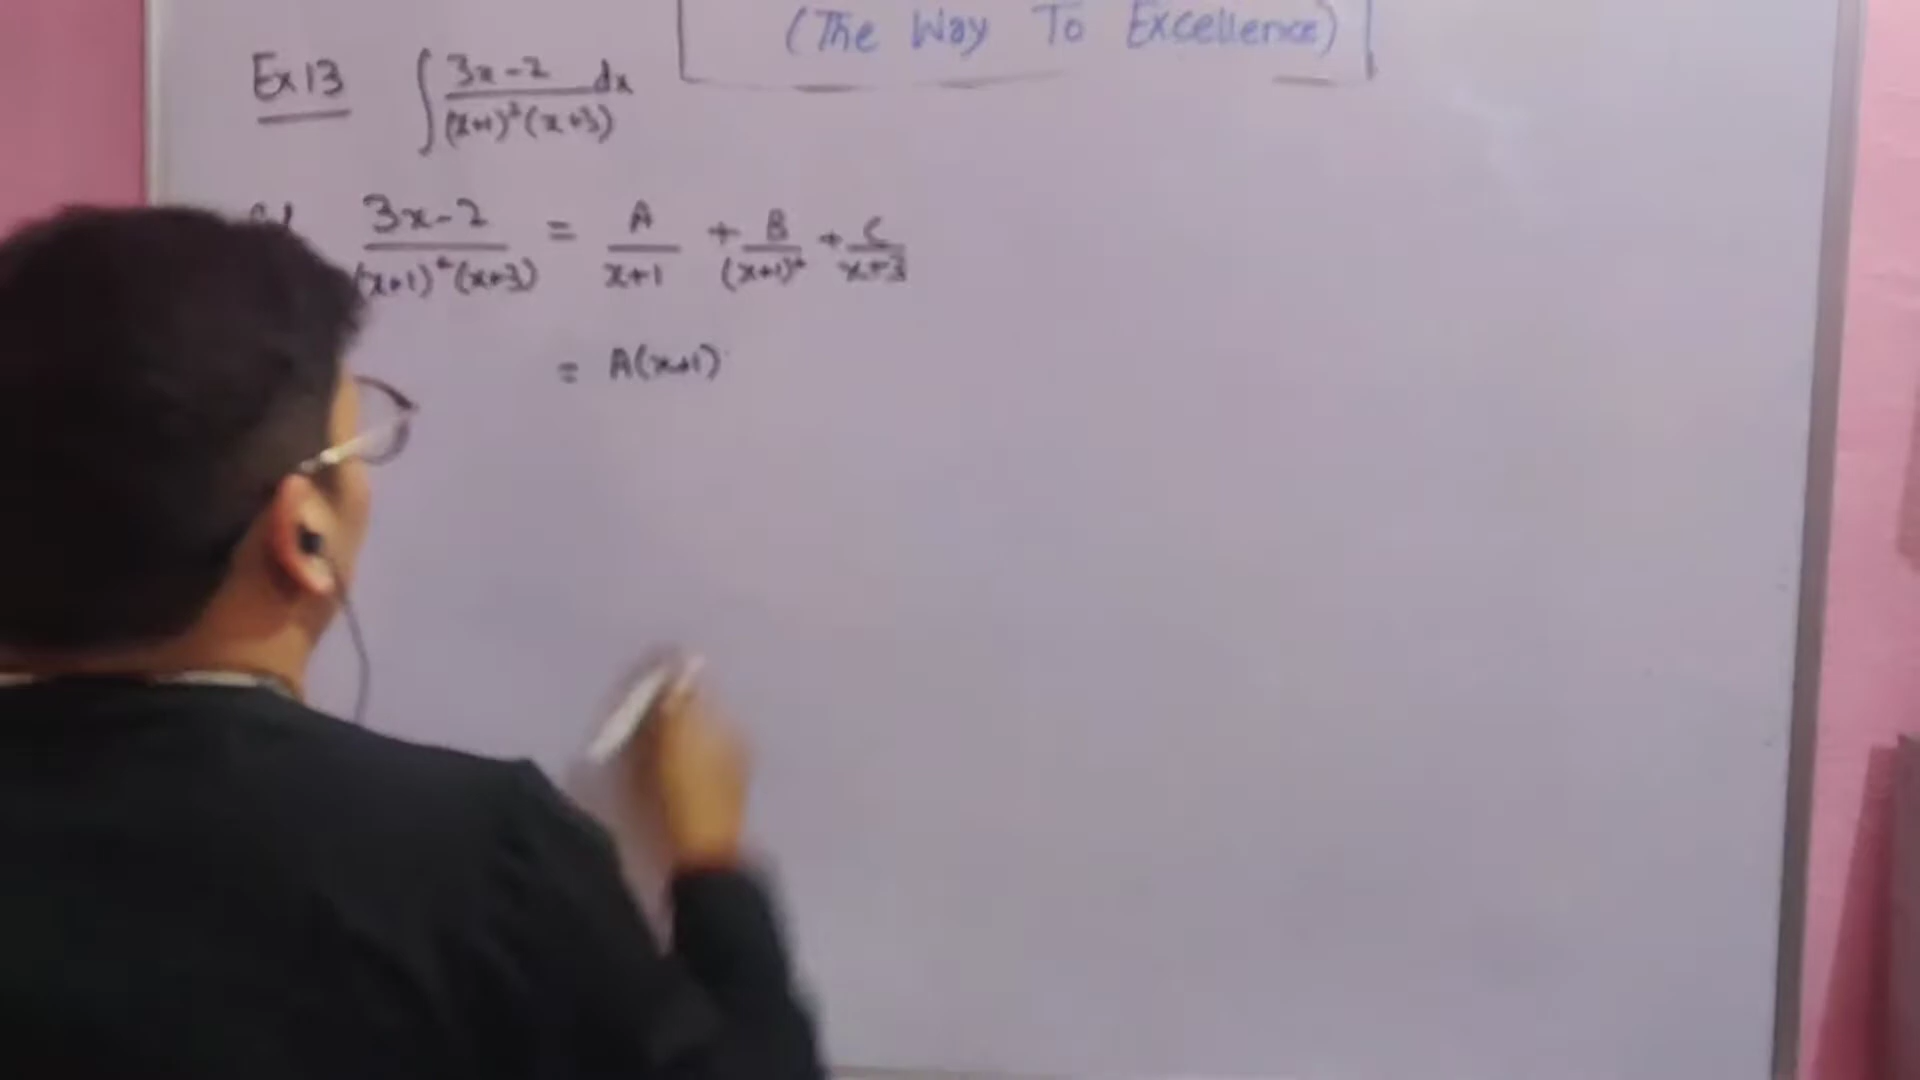 (The Way To Excellence)
Ex 13 ∫ 3x-2 dx / (x+1)²(x+3)
3x-2 / (x+1)²(x+3) = A / x+1 + B / (x+1)² + C / x+3
= A(x+1)